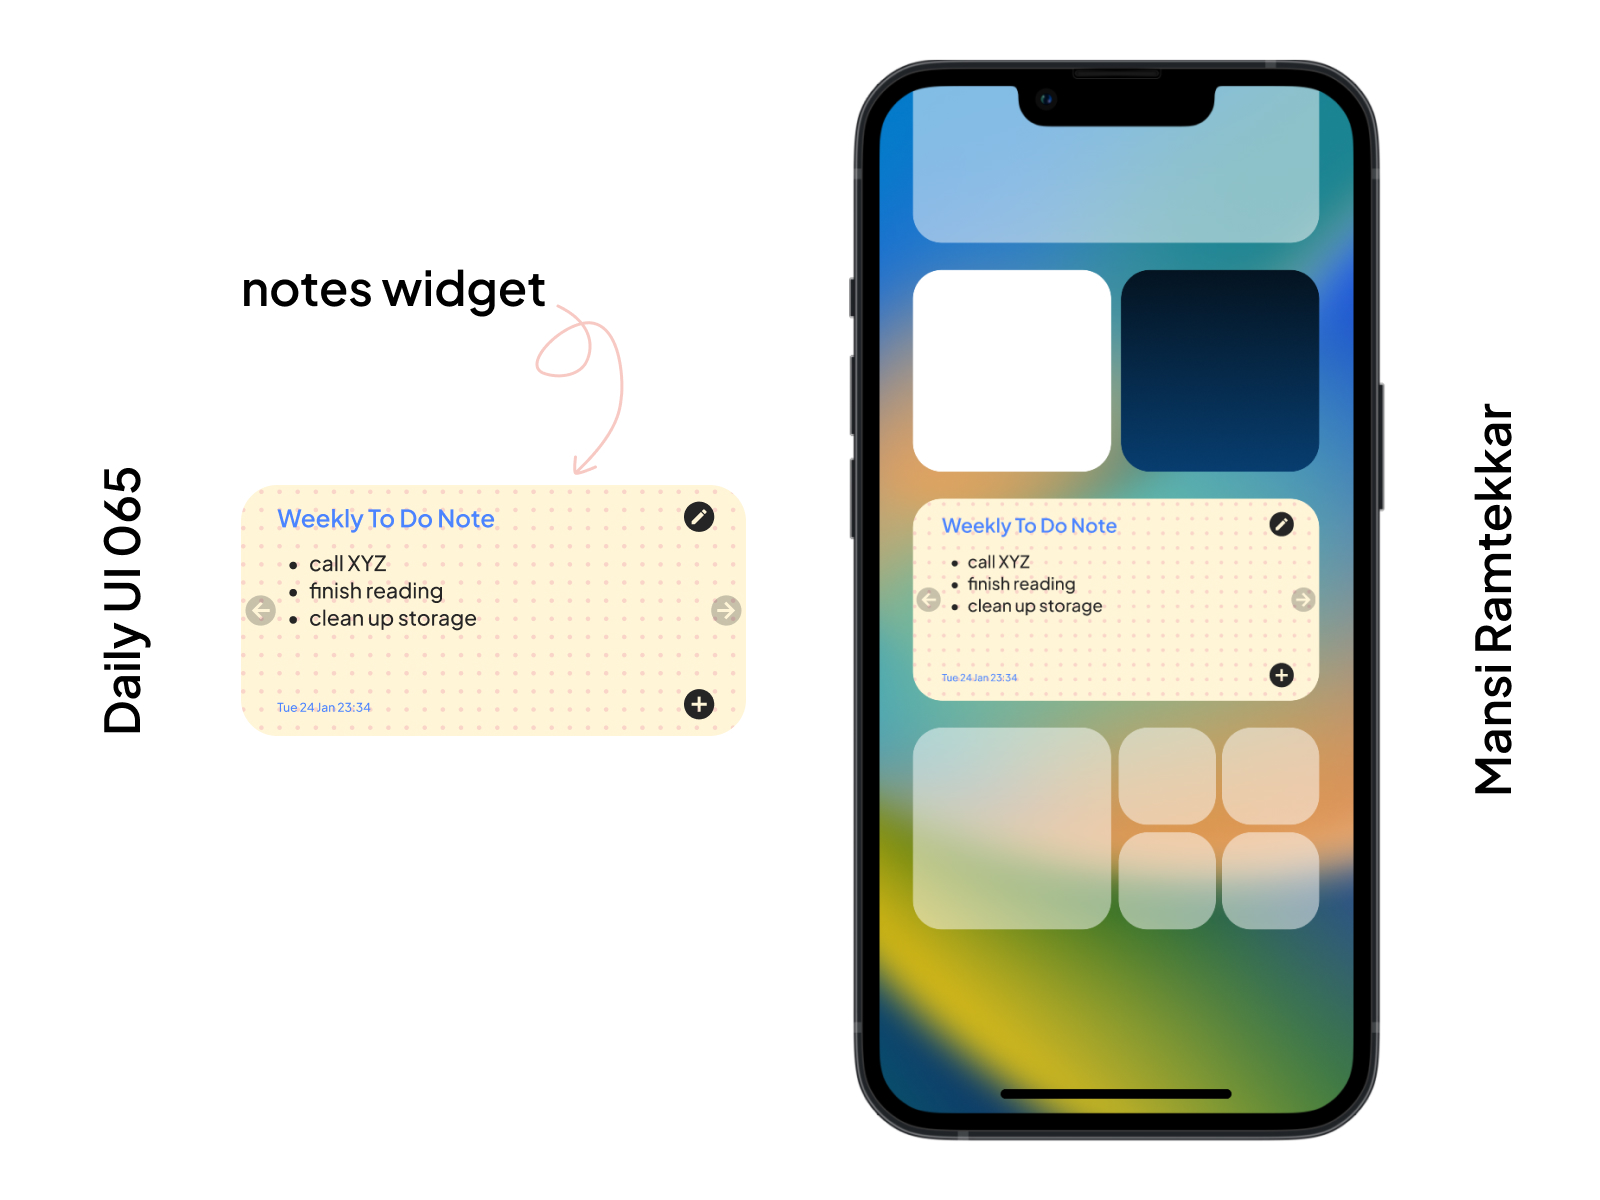 Daily UI 065
notes widget
Weekly To Do Note
• call XYZ
• finish reading
• clean up storage
Tue 24 Jan 23:34
Weekly To Do Note
• call XYZ
• finish reading
• clean up storage
Tue 24 Jan 23:34
Mansi Ramtekkar